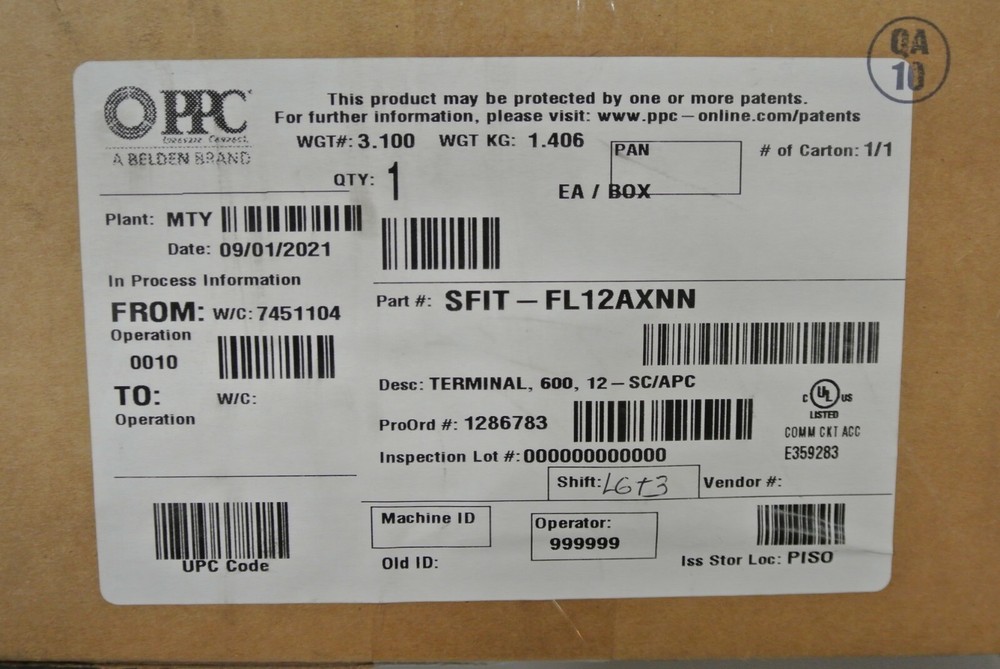 QA
10
PPC
A BELDEN BRAND
This product may be protected by one or more patents.
For further information, please visit: www.ppc-online.com/patents
WGT#: 3.100 WGT KG: 1.406
PAN
# of Carton: 1/1
QTY: 1
EA / BOX
Plant: MTY
Date: 09/01/2021
In Process Information
FROM: W/C: 7451104
Operation
0010
TO: W/C:
Operation
Part #: SFIT-FL12AXNN
Desc: TERMINAL, 600, 12-SC/APC
ProOrd #: 1286783
C UL US
LISTED
COMM CKT ACC
E359283
Inspection Lot #: 000000000000
Shift: LG+3
Vendor #:
UPC Code
Machine ID
Old ID:
Operator:
999999
Iss Stor Loc: PISO